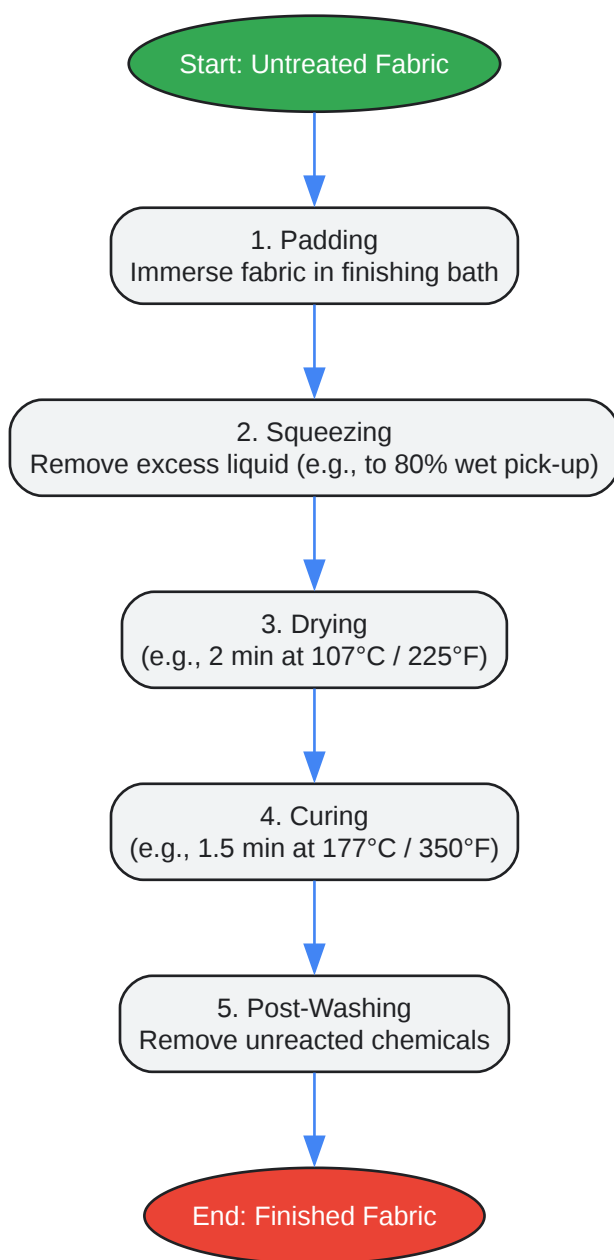 Start: Untreated Fabric
1. Padding
Immerse fabric in finishing bath
2. Squeezing
Remove excess liquid (e.g., to 80% wet pick-up)
3. Drying
(e.g., 2 min at 107°C / 225°F)
4. Curing
(e.g., 1.5 min at 177°C / 350°F)
5. Post-Washing
Remove unreacted chemicals
End: Finished Fabric